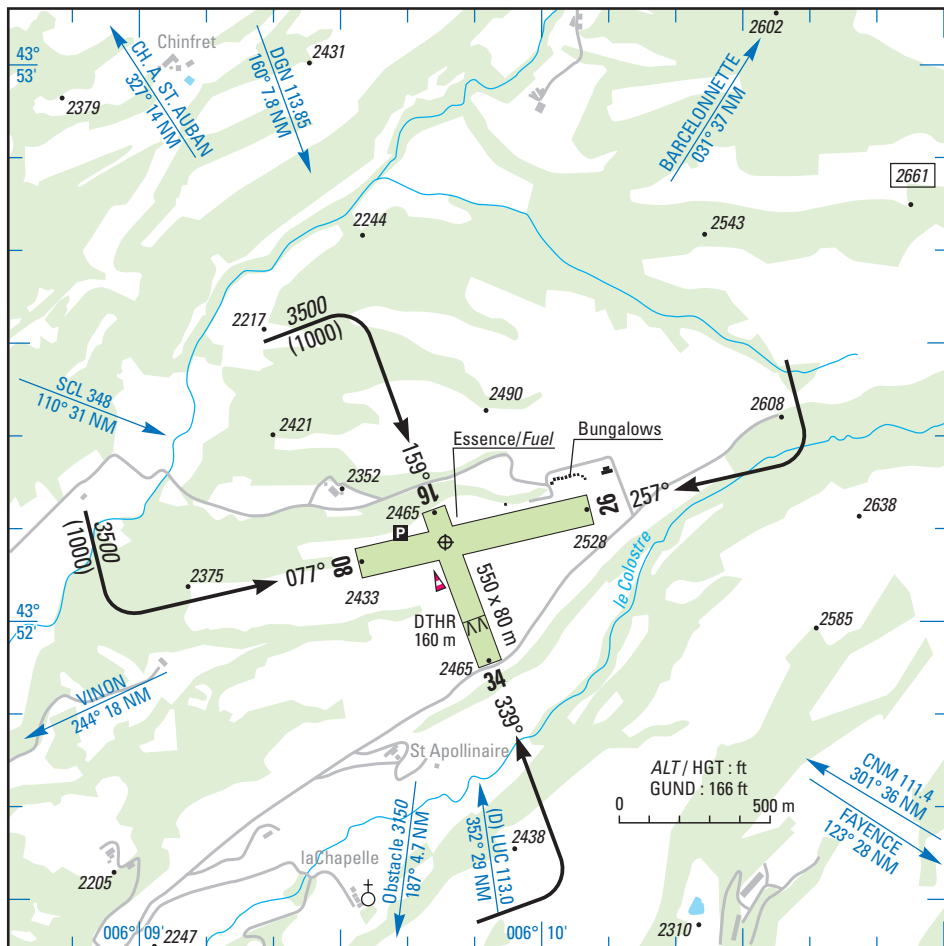 43°
53'
Chinfret
2379
2431
CH. A. ST. AUBAN
327° 14 NM
DGN 113.85
160° 7.8 NM
2602
BARCELONNETTE
031° 37 NM
2661
2244
2543
2217
3500
(1000)
SCL 348
110° 31 NM
2421
2490
2608
Essence/Fuel
Bungalows
159°
2352
16
2465
26
257°
2528
2638
3500
(1000)
P
077°
08
2375
2433
le Colostre
550 x 80 m
43°
52'
DTHR
160 m
2585
2465
34
339°
VINON
244° 18 NM
St Apollinaire
ALT / HGT : ft
GUND : 166 ft
0
500 m
CNM 111.4
301° 36 NM
FAYENCE
123° 28 NM
Obstacle 3150
187° 4.7 NM
(D) LUC 113.0
352° 29 NM
2438
laChapelle
2205
2310
006° 09'
2247
006° 10'